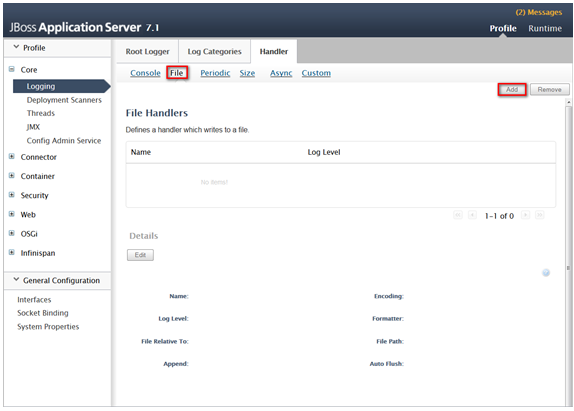 (2) Messages
JBoss Application Server 7.1
Profile Runtime
Profile
Core
Logging
Deployment Scanners
Threads
JMX
Config Admin Service
Connector
Container
Security
Web
OSGi
Infinispan
General Configuration
Interfaces
Socket Binding
System Properties
Root Logger Log Categories Handler
Console File Periodic Size Async Custom
Add Remove
File Handlers
Defines a handler which writes to a file.
Name Log Level
No items!
1-1 of 0
Details
Edit
Name: Encoding:
Log Level: Formatter:
File Relative To: File Path:
Append: Auto Flush: